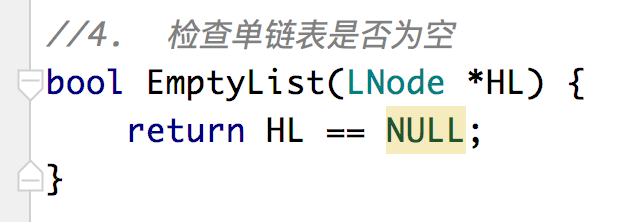 //4.  检查单链表是否为空
bool EmptyList(LNode *HL) {
    return HL == NULL;
}